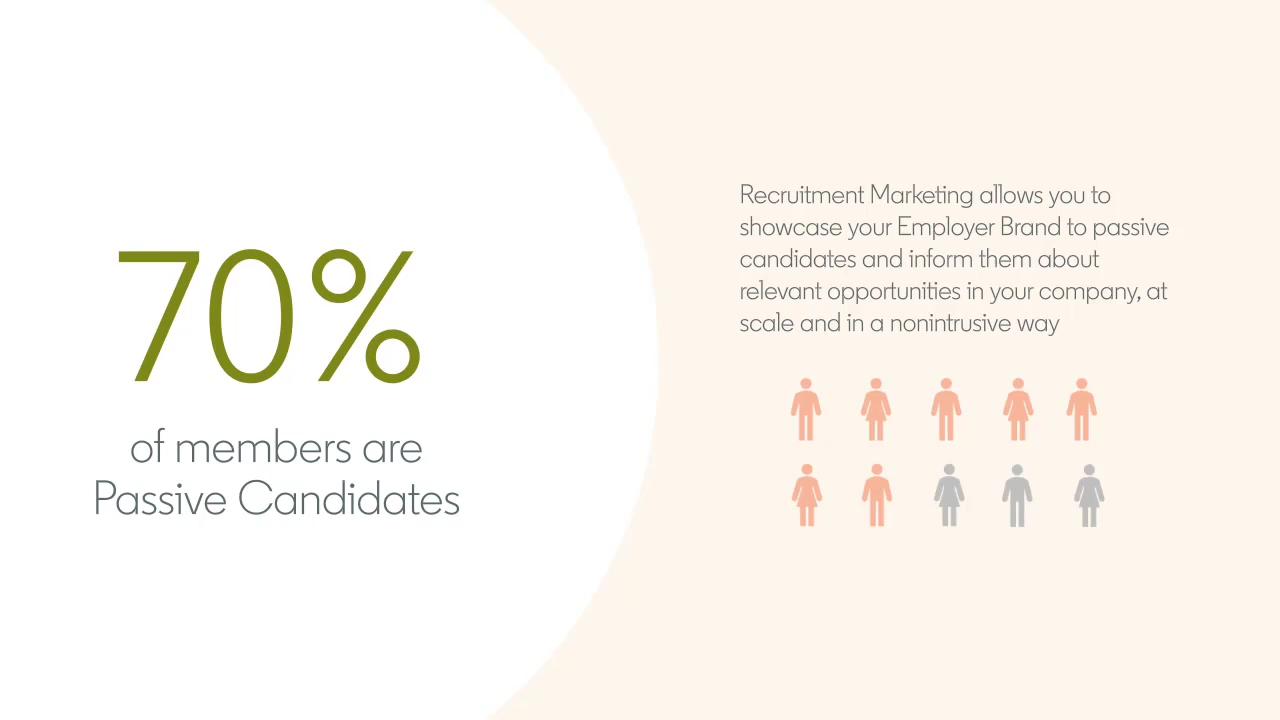 70%
of members are
Passive Candidates
Recruitment Marketing allows you to
showcase your Employer Brand to passive
candidates and inform them about
relevant opportunities in your company, at
scale and in a nonintrusive way